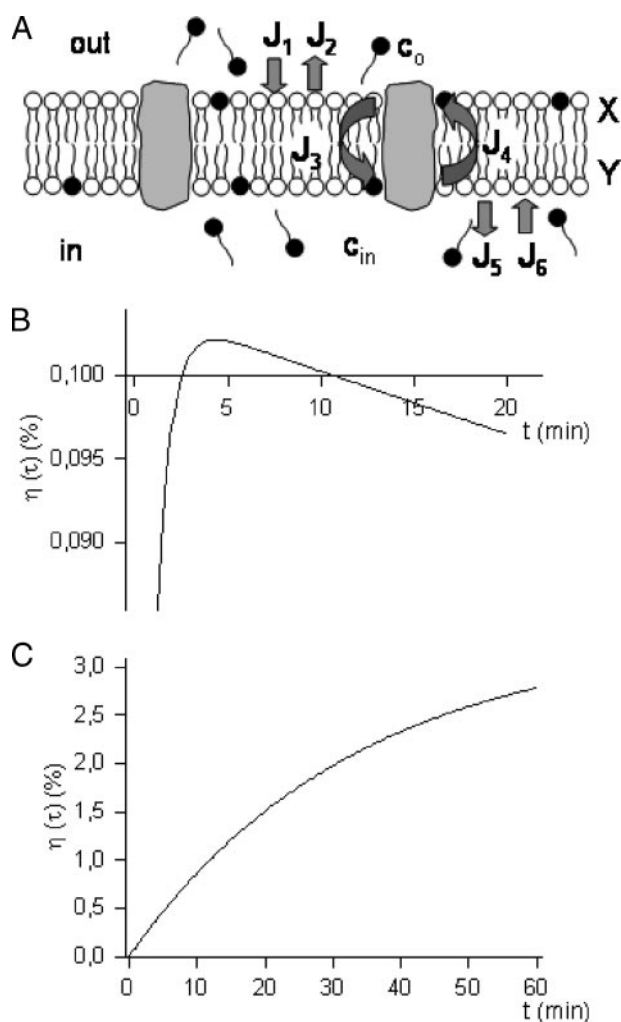 A
out
J1 J2
co
X
J3
J4
Y
in
cin
J5 J6
B
0,100
0 5 10 15 20
t (min)
0,095
0,090
η (τ) (%)
C
3,0
2,5
2,0
1,5
1,0
0,5
0,0
η (τ) (%)
0 10 20 30 40 50 60
t (min)